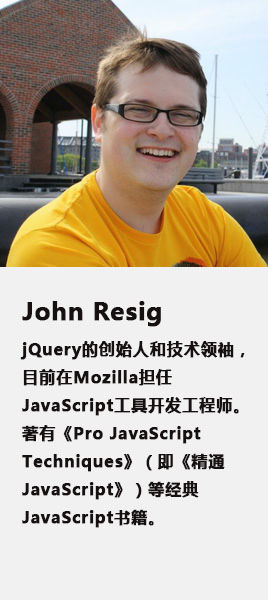 John Resig
jQuery的创始人和技术领袖，
目前在Mozilla担任
JavaScript工具开发工程师。
著有《Pro JavaScript
Techniques》（即《精通
JavaScript》）等经典
JavaScript书籍。